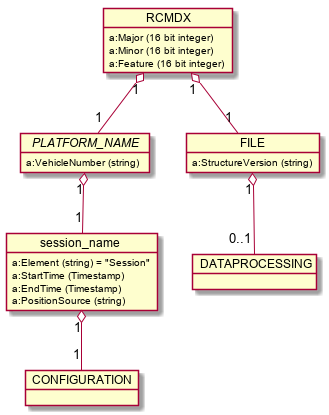 RCMDX
a:Major (16 bit integer)
a:Minor (16 bit integer)
a:Feature (16 bit integer)
1
1
1
1
PLATFORM_NAME
a:VehicleNumber (string)
FILE
a:StructureVersion (string)
1
1
1
0..1
session_name
a:Element (string) = "Session"
a:StartTime (Timestamp)
a:EndTime (Timestamp)
a:PositionSource (string)
DATAPROCESSING
1
1
CONFIGURATION